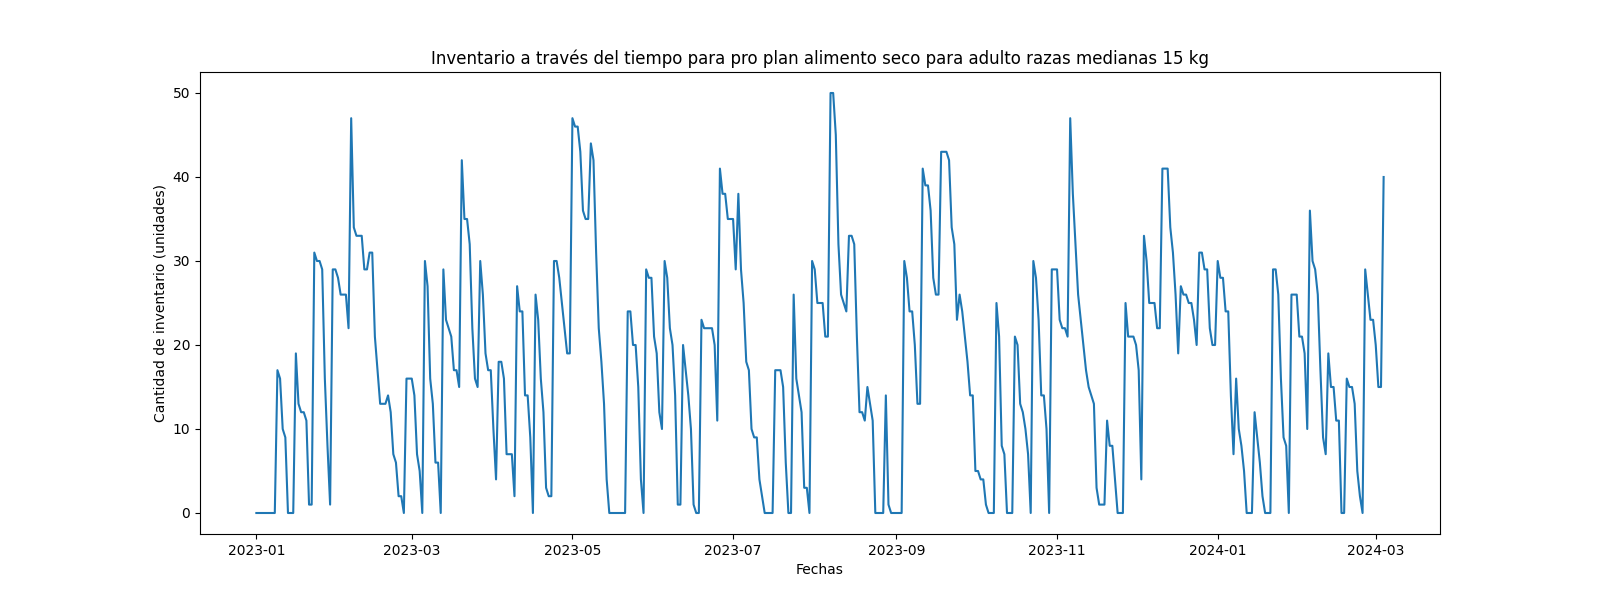 Inventario a través del tiempo para pro plan alimento seco para adulto razas medianas 15 kg
Cantidad de inventario (unidades)
50
40
30
20
10
0
2023-01 2023-03 2023-05 2023-07 2023-09 2023-11 2024-01 2024-03
Fechas